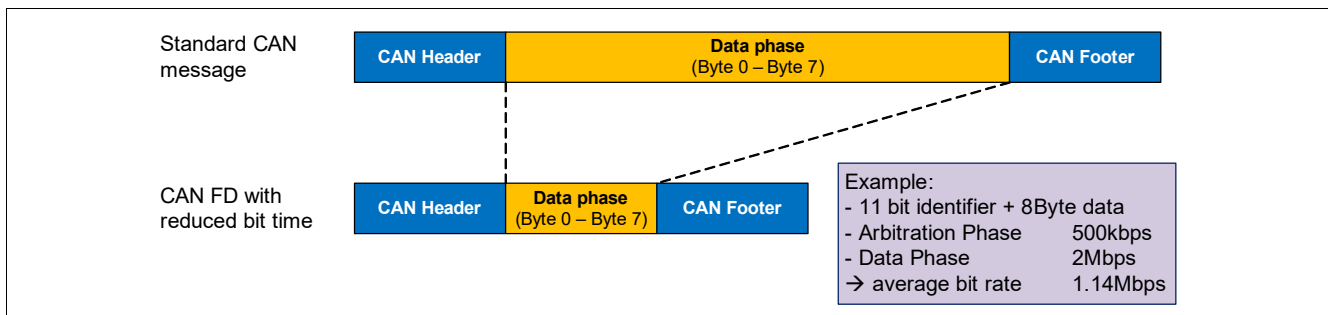 Standard CAN
message
CAN Header
Data phase
(Byte 0 – Byte 7)
CAN Footer
CAN FD with
reduced bit time
CAN Header
Data phase
(Byte 0 – Byte 7)
CAN Footer
Example:
- 11 bit identifier + 8Byte data
- Arbitration Phase 500kbps
- Data Phase 2Mbps
→ average bit rate 1.14Mbps